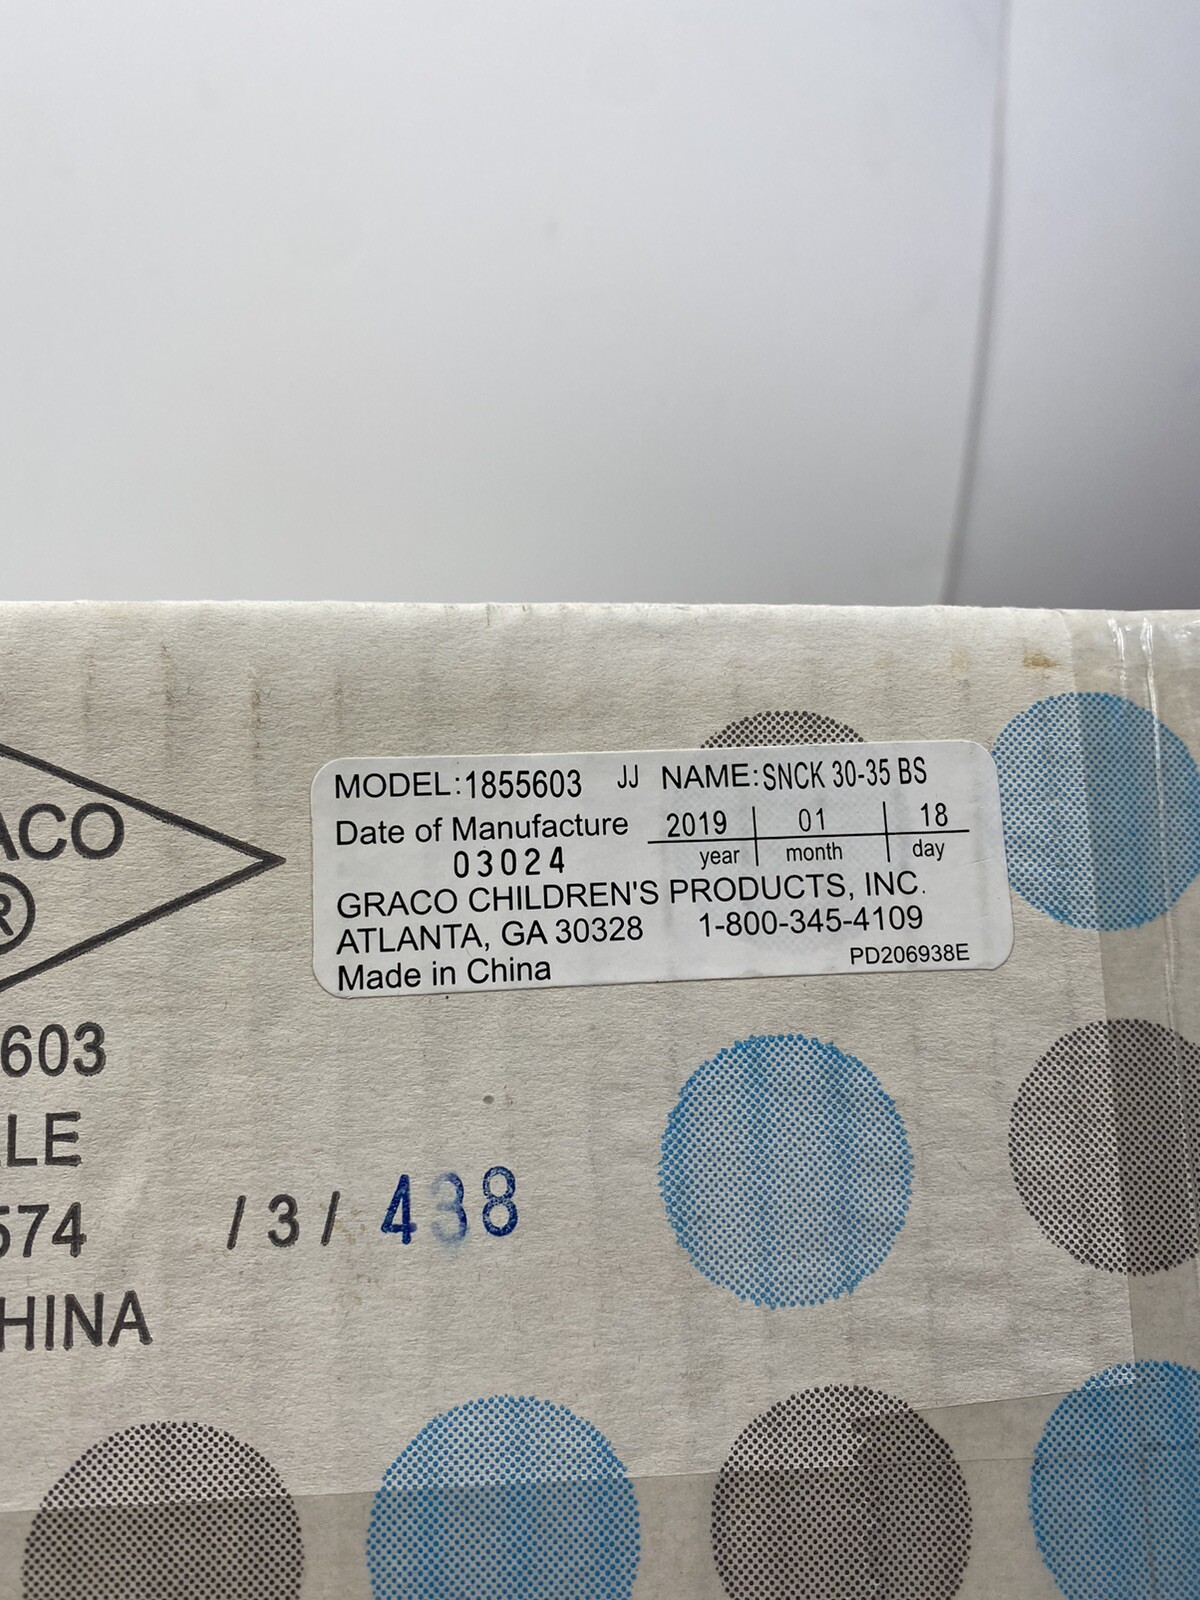 ACO
®
603
LE
574 / 3 / 438
HINA
MODEL:1855603 JJ NAME:SNCK 30-35 BS
Date of Manufacture 2019 01 18
03024 year month day
GRACO CHILDREN'S PRODUCTS, INC.
ATLANTA, GA 30328 1-800-345-4109
Made in China PD206938E